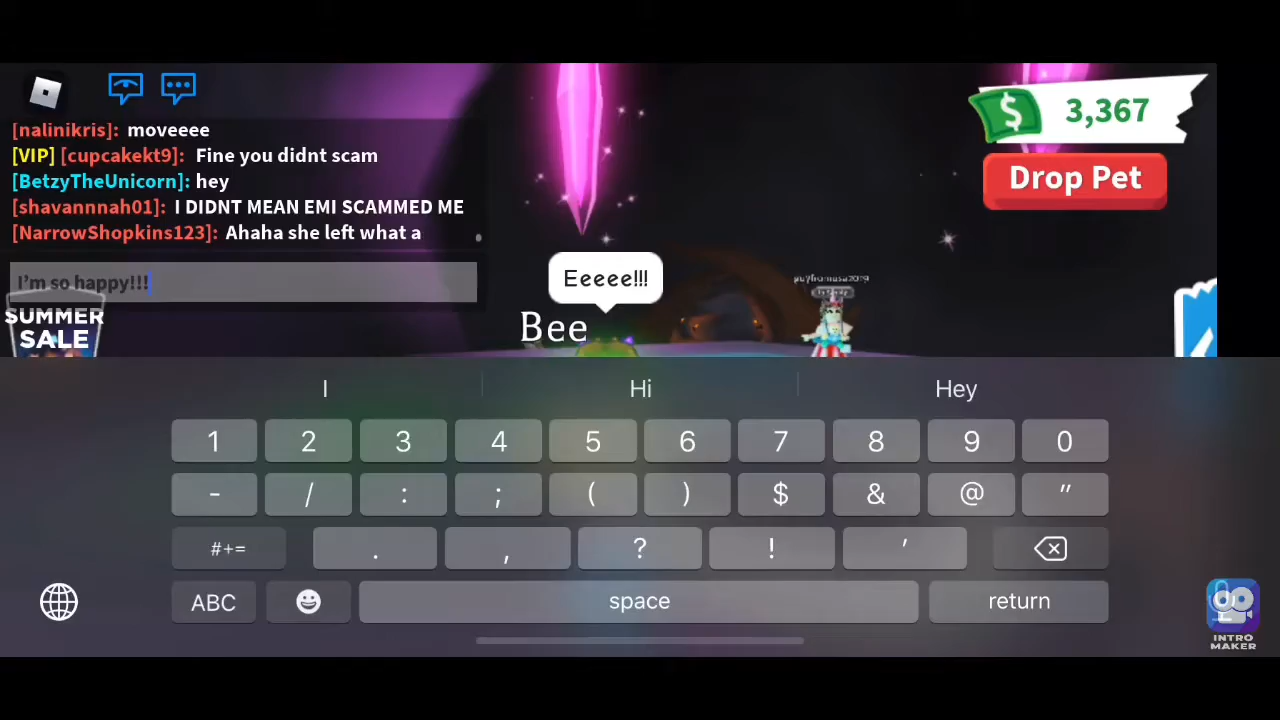 3,367
[nalinikris]: moveeee
[VIP] [cupcakekt9]: Fine you didnt scam
[BetzyTheUnicorn]: hey
[shavannnah01]: I DIDNT MEAN EMI SCAMMED ME
[NarrowShopkins123]: Ahaha she left what a
Drop Pet
I'm so happy!!!
Eeeee!!!
SUMMER
SALE
Bee
I Hi Hey
1 2 3 4 5 6 7 8 9 0
- / : ; ( ) $ & @ "
#+= . , ? ! '
ABC space return
INTRO
MAKER